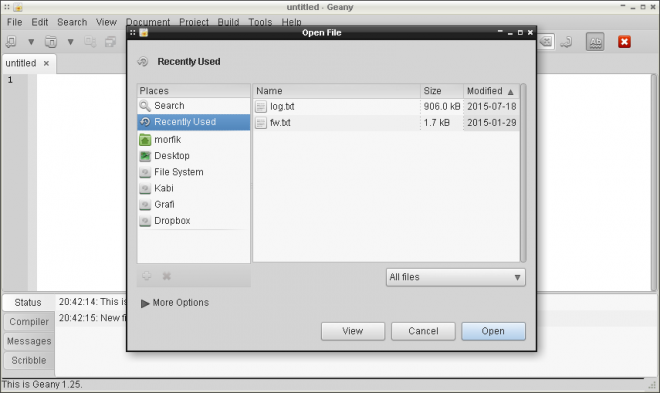 untitled - Geany
File Edit Search View Document Project Build Tools Help
Open File
untitled
1
Recently Used
Places
Search
Recently Used
morfik
Desktop
File System
Kabi
Grafi
Dropbox
Name Size Modified
log.txt 906.0 kB 2015-07-18
fw.txt 1.7 kB 2015-01-29
All files
More Options
View Cancel Open
Status
Compiler
Messages
Scribble
20:42:14: This is
20:42:15: New fi
This is Geany 1.25.